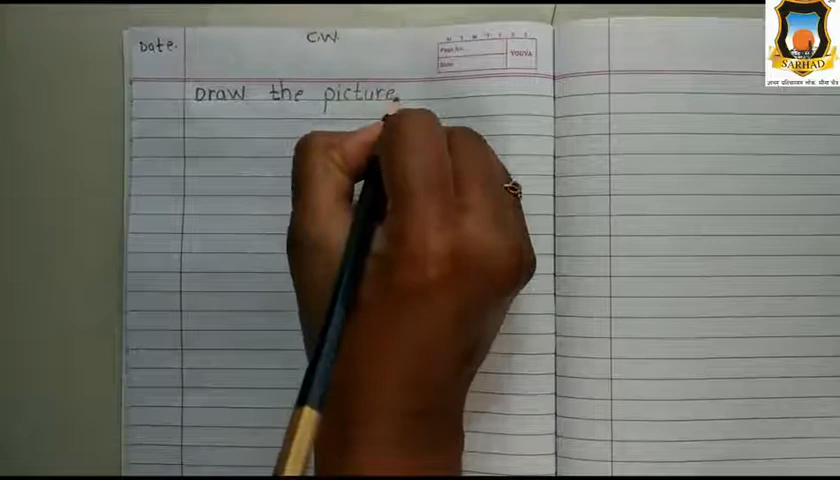 C.W.
Date.
M T W T F S S
Page No.:
Date:
YOUVA
Draw the picture.
SARHAD